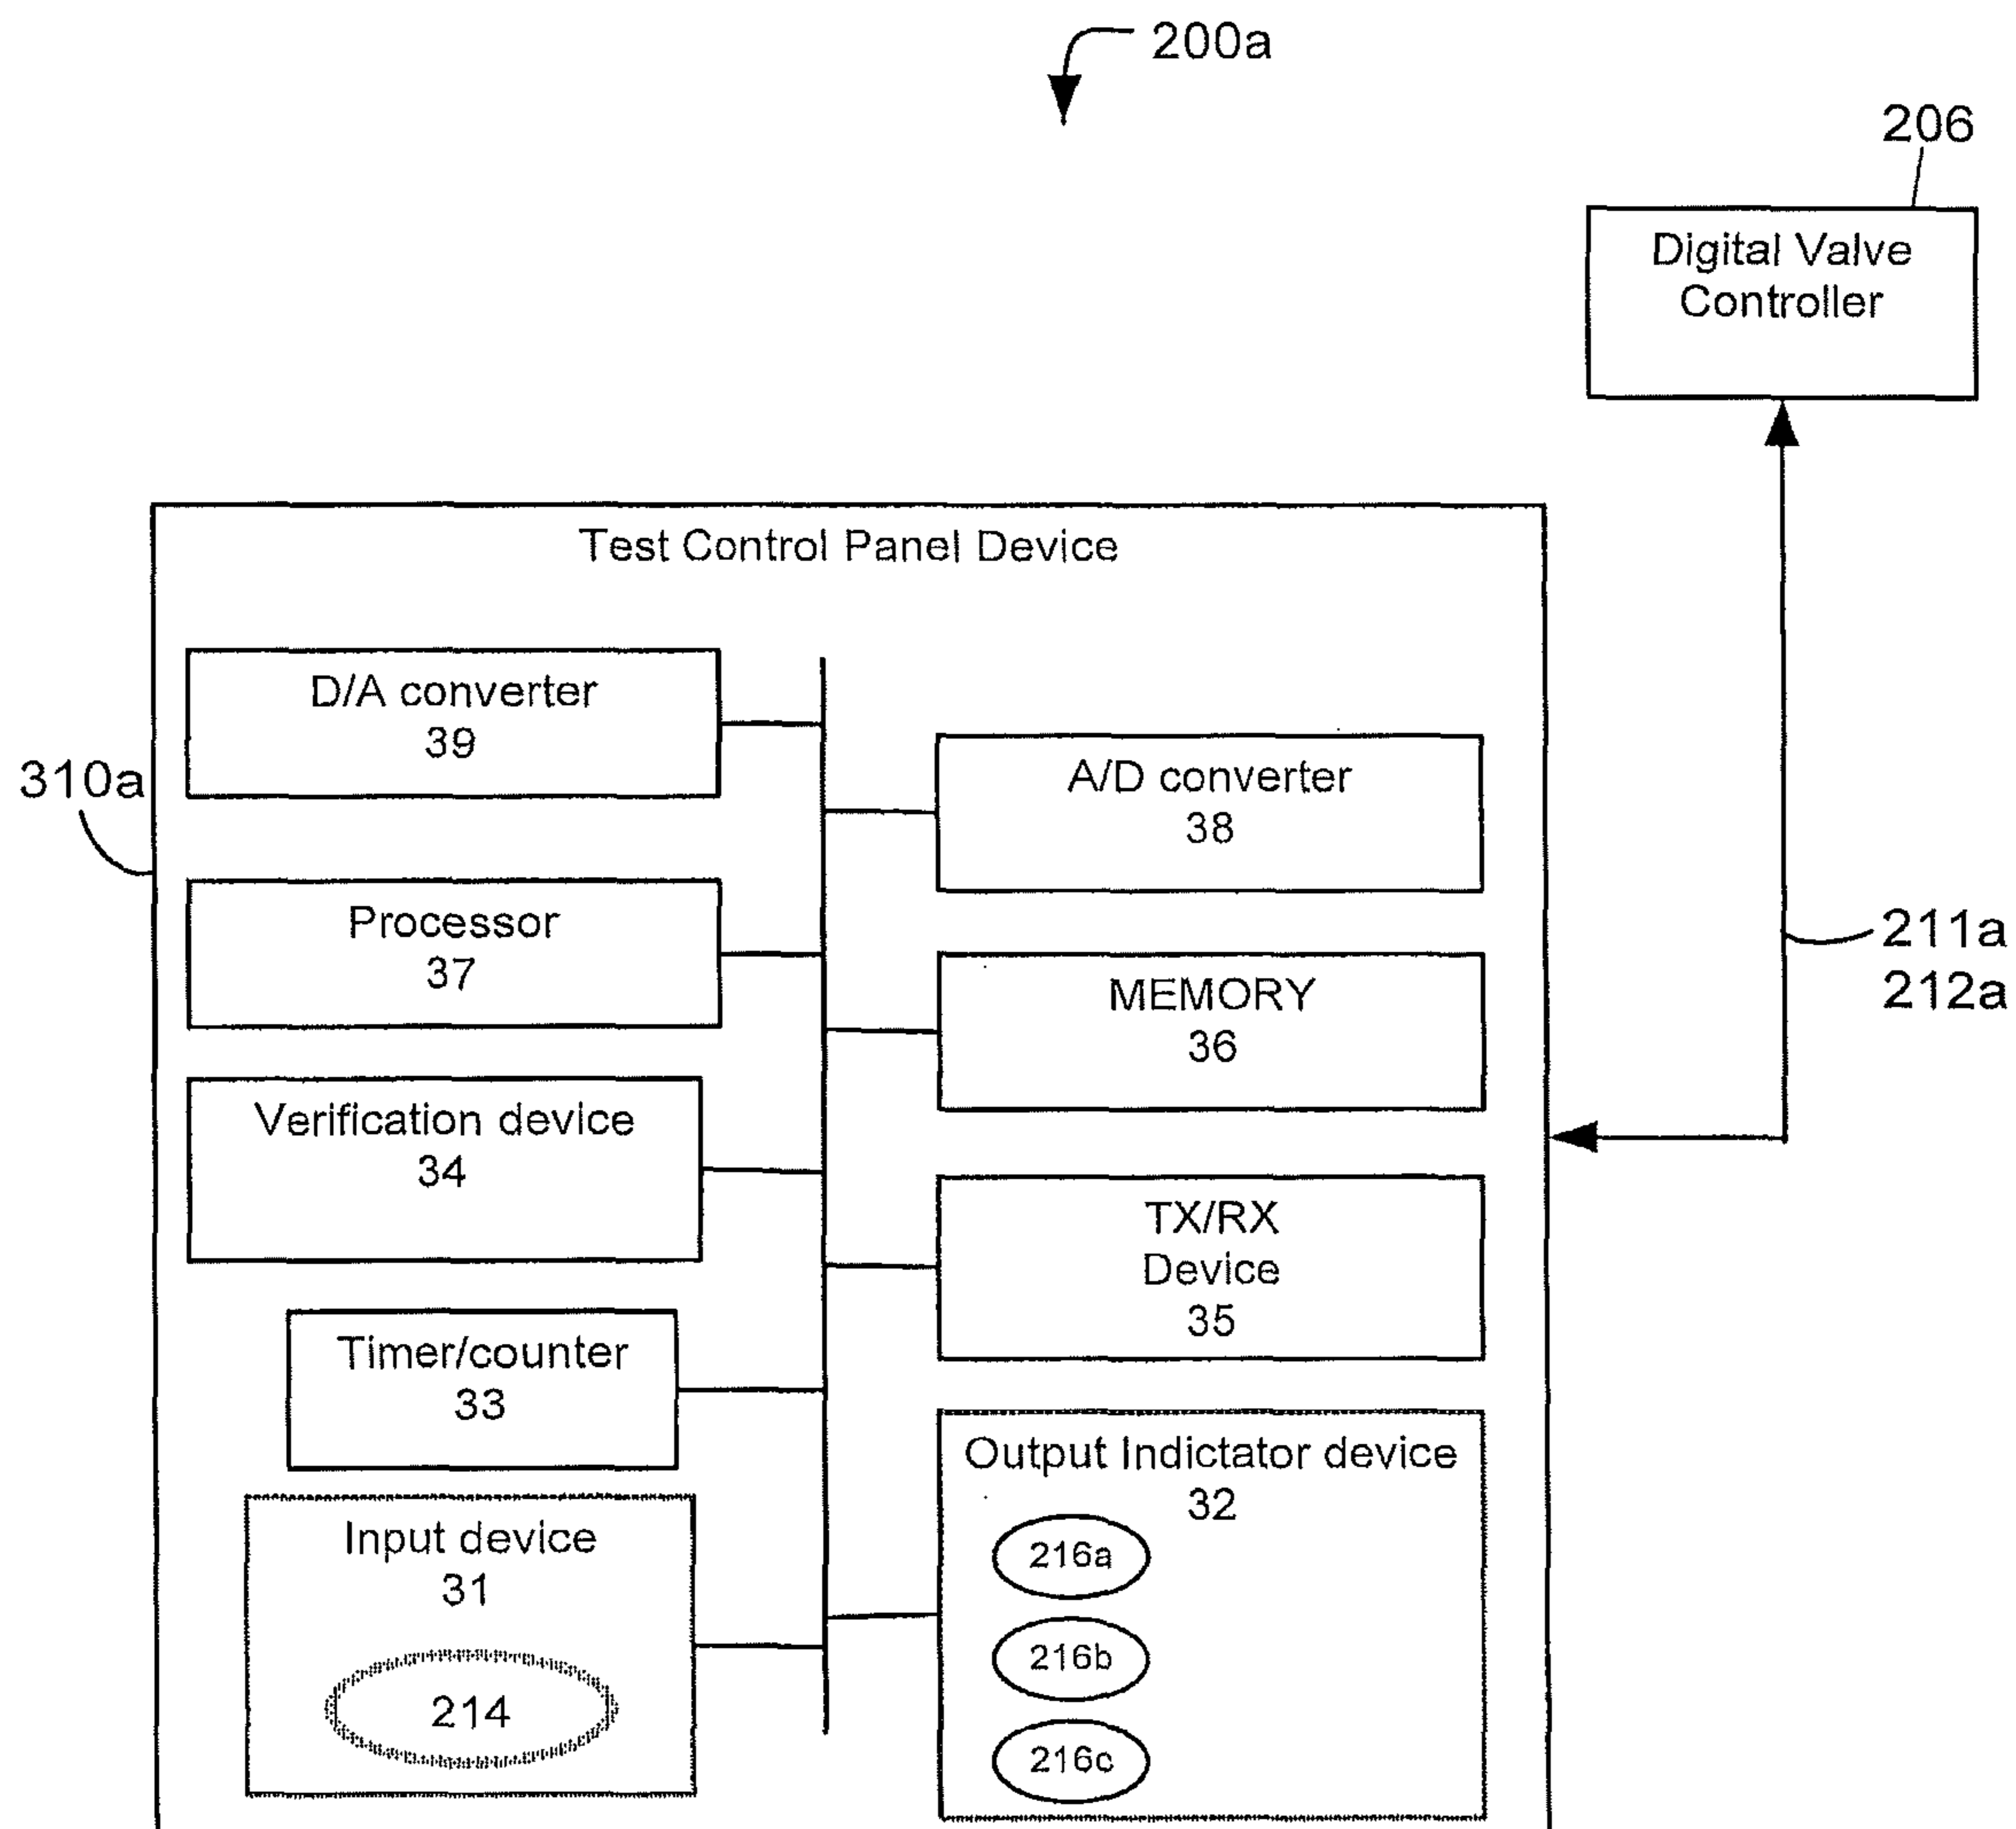 200a
206
Digital Valve
Controller
Test Control Panel Device
D/A converter
39
310a
A/D converter
38
Processor
37
211a
212a
MEMORY
36
Verification device
34
TX/RX
Device
35
Timer/counter
33
Output Indictator device
32
Input device
31
216a
216b
214
216c